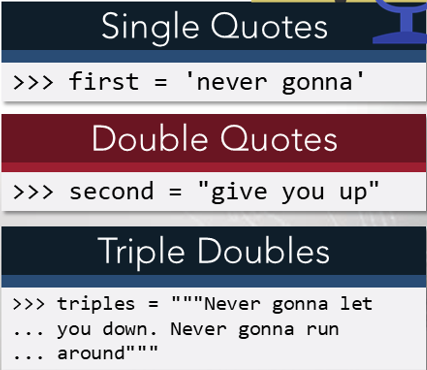 Single Quotes
>>> first = 'never gonna'
Double Quotes
>>> second = "give you up"
Triple Doubles
>>> triples = """Never gonna let
... you down. Never gonna run
... around"""